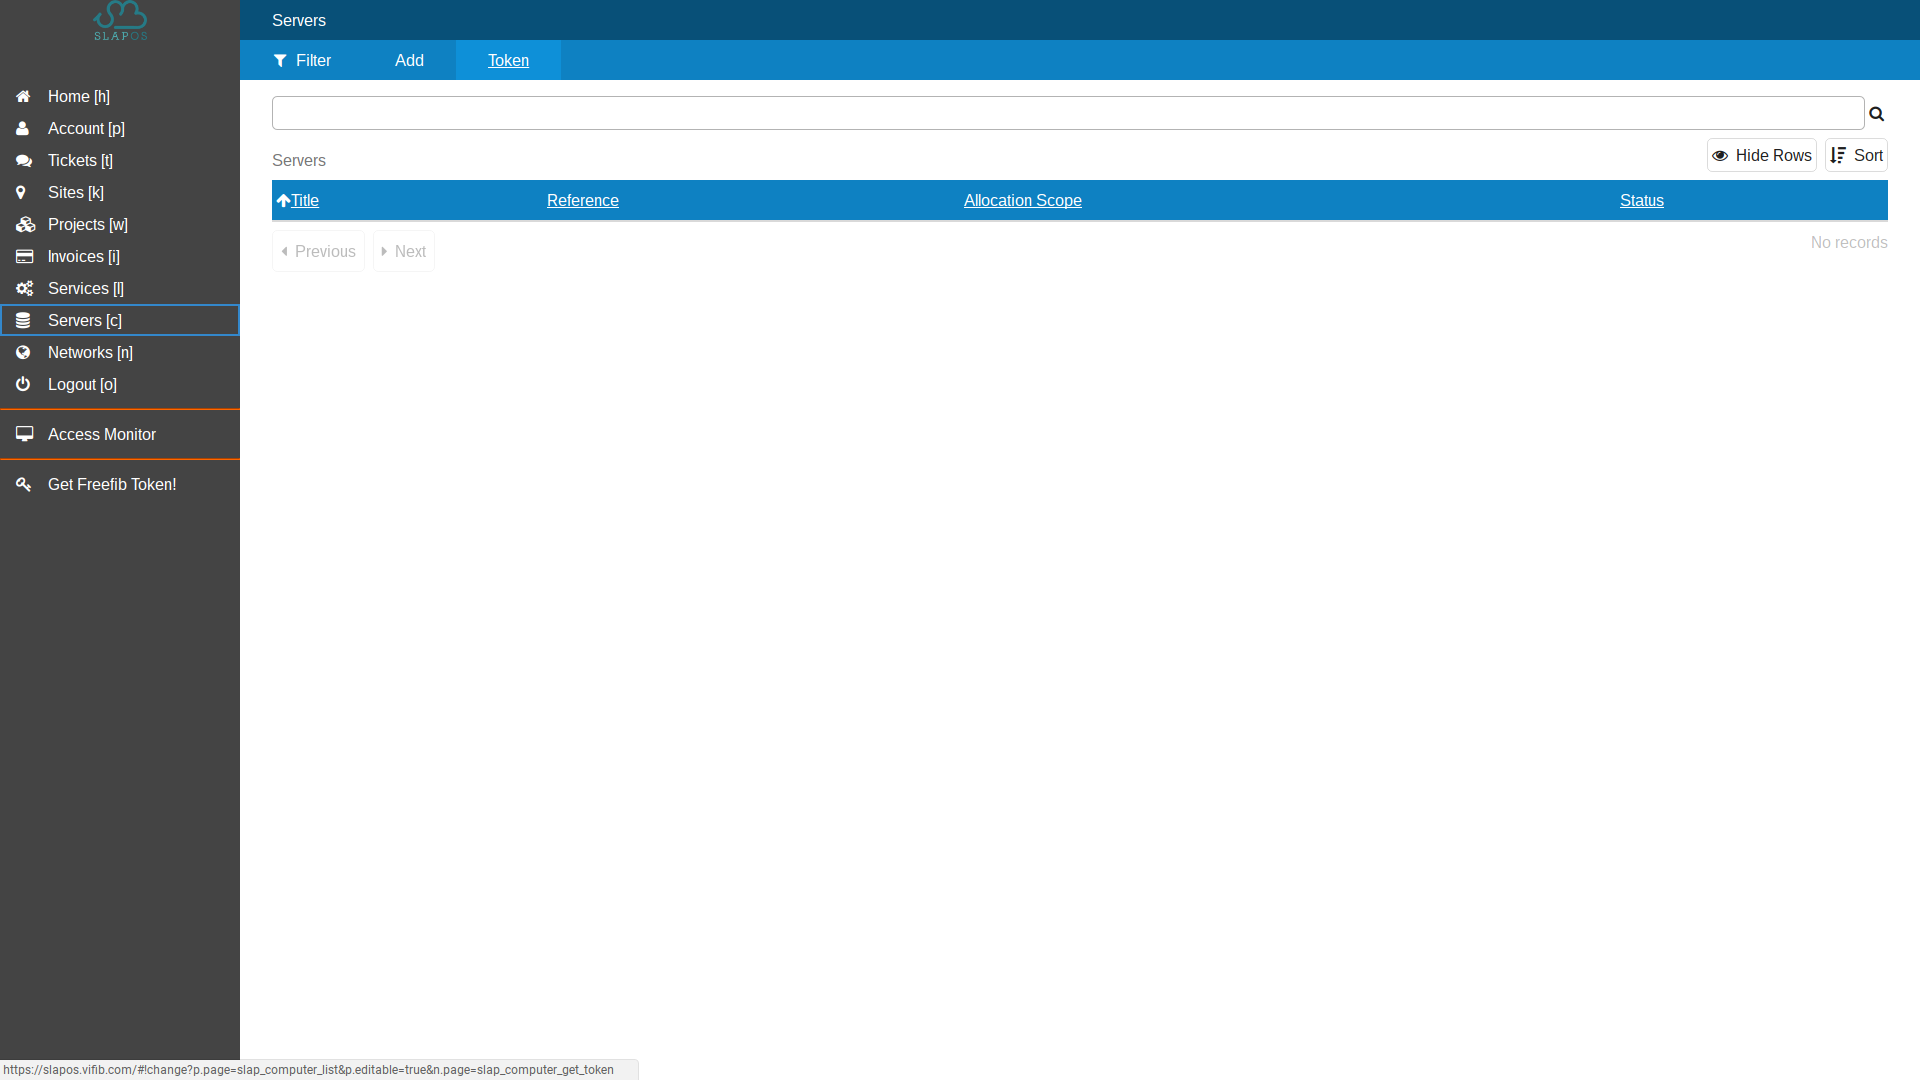 SLAPOS
Servers
Filter Add Token
Home [h]
Account [p]
Tickets [t]
Sites [k]
Projects [w]
Invoices [i]
Services [l]
Servers [c]
Networks [n]
Logout [o]
Access Monitor
Get Freefib Token!
Servers
Hide Rows Sort
Title Reference Allocation Scope Status
Previous Next
No records
https://slapos.vifib.com/#!change?p.page=slap_computer_list&p.editable=true&n.page=slap_computer_get_token